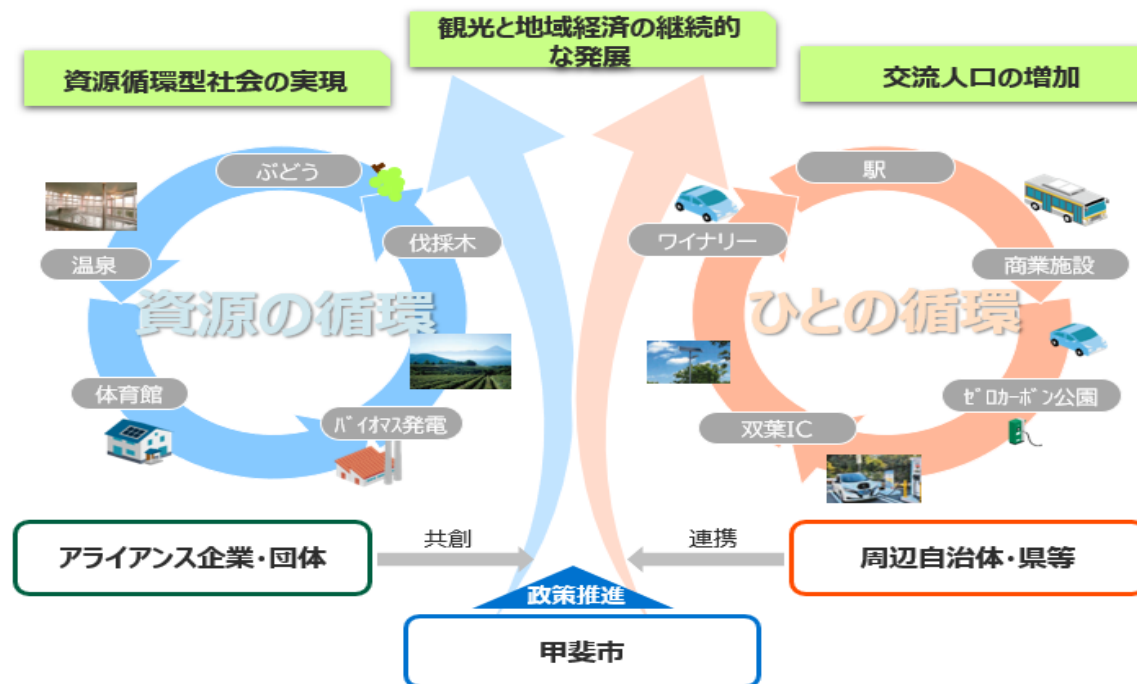 観光と地域経済の継続的
な発展
資源循環型社会の実現
交流人口の増加
ぶどう
温泉
伐採木
資源の循環
体育館
ﾊﾞｲｵﾏｽ発電
駅
ワイナリー
商業施設
ひとの循環
ｾﾞﾛｶｰﾎﾞﾝ公園
双葉IC
アライアンス企業・団体
共創
連携
周辺自治体・県等
政策推進
甲斐市